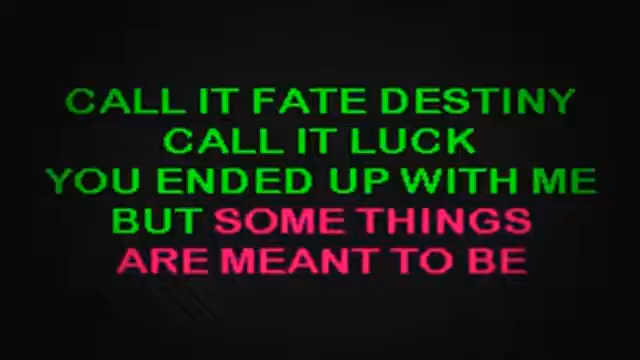 CALL IT FATE DESTINY
CALL IT LUCK
YOU ENDED UP WITH ME
BUT SOME THINGS
ARE MEANT TO BE